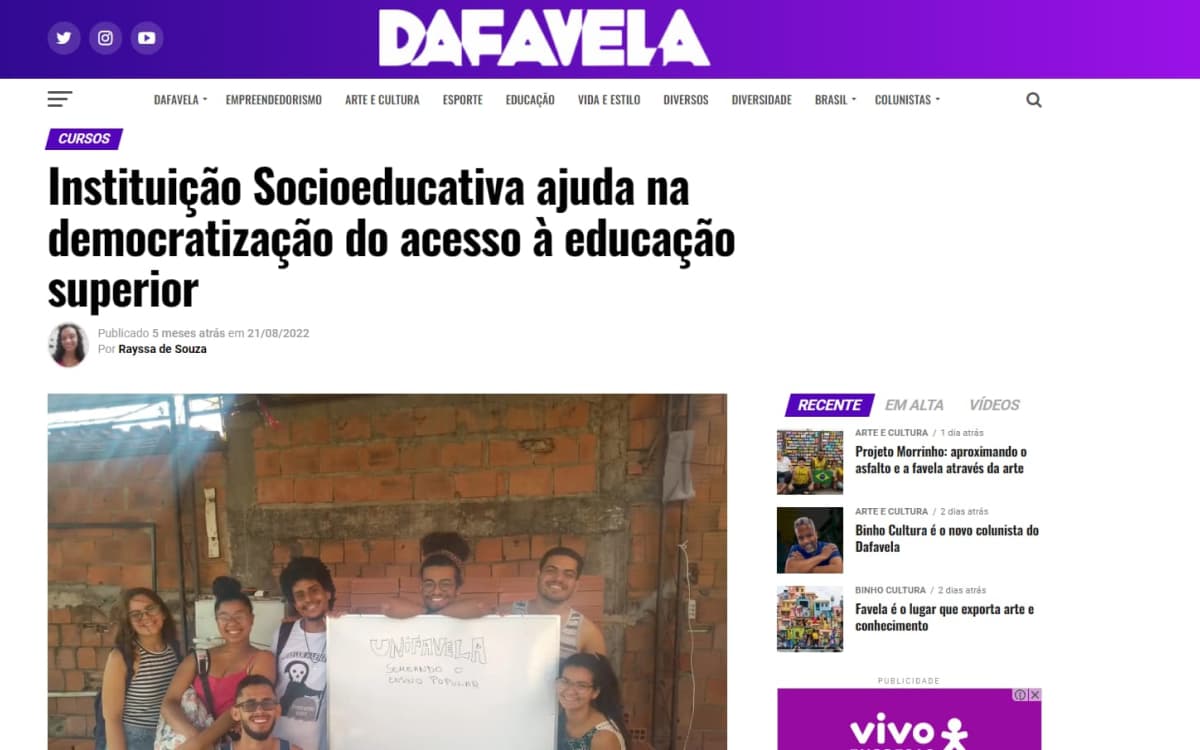 DAFAVELA
DAFAVELA
EMPREENDEDORISMO
ARTE E CULTURA
ESPORTE
EDUCAÇÃO
VIDA E ESTILO
DIVERSOS
DIVERSIDADE
BRASIL
COLUNISTAS
CURSOS
Instituição Socioeducativa ajuda na
democratização do acesso à educação
superior
Publicado 5 meses atrás em 21/08/2022
Por Rayssa de Souza
UNIFAVELA
SEMEANDO O
ENSINO POPULAR
RECENTE
EM ALTA
VÍDEOS
ARTE E CULTURA / 1 dia atrás
Projeto Morrinho: aproximando o
asfalto e a favela através da arte
ARTE E CULTURA / 2 dias atrás
Binho Cultura é o novo colunista do
Dafavela
BINHO CULTURA / 2 dias atrás
Favela é o lugar que exporta arte e
conhecimento
PUBLICIDADE
vivo